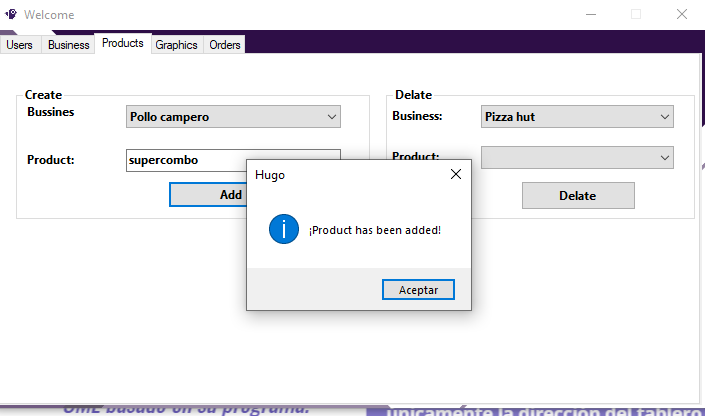 Welcome
Users Business Products Graphics Orders
Create
Bussines
Pollo campero
Product:
supercombo
Add
Delate
Business:
Pizza hut
Product:
Delate
Hugo
¡Product has been added!
Aceptar
UML basado en su programa.
unicamente la dirección del tablero